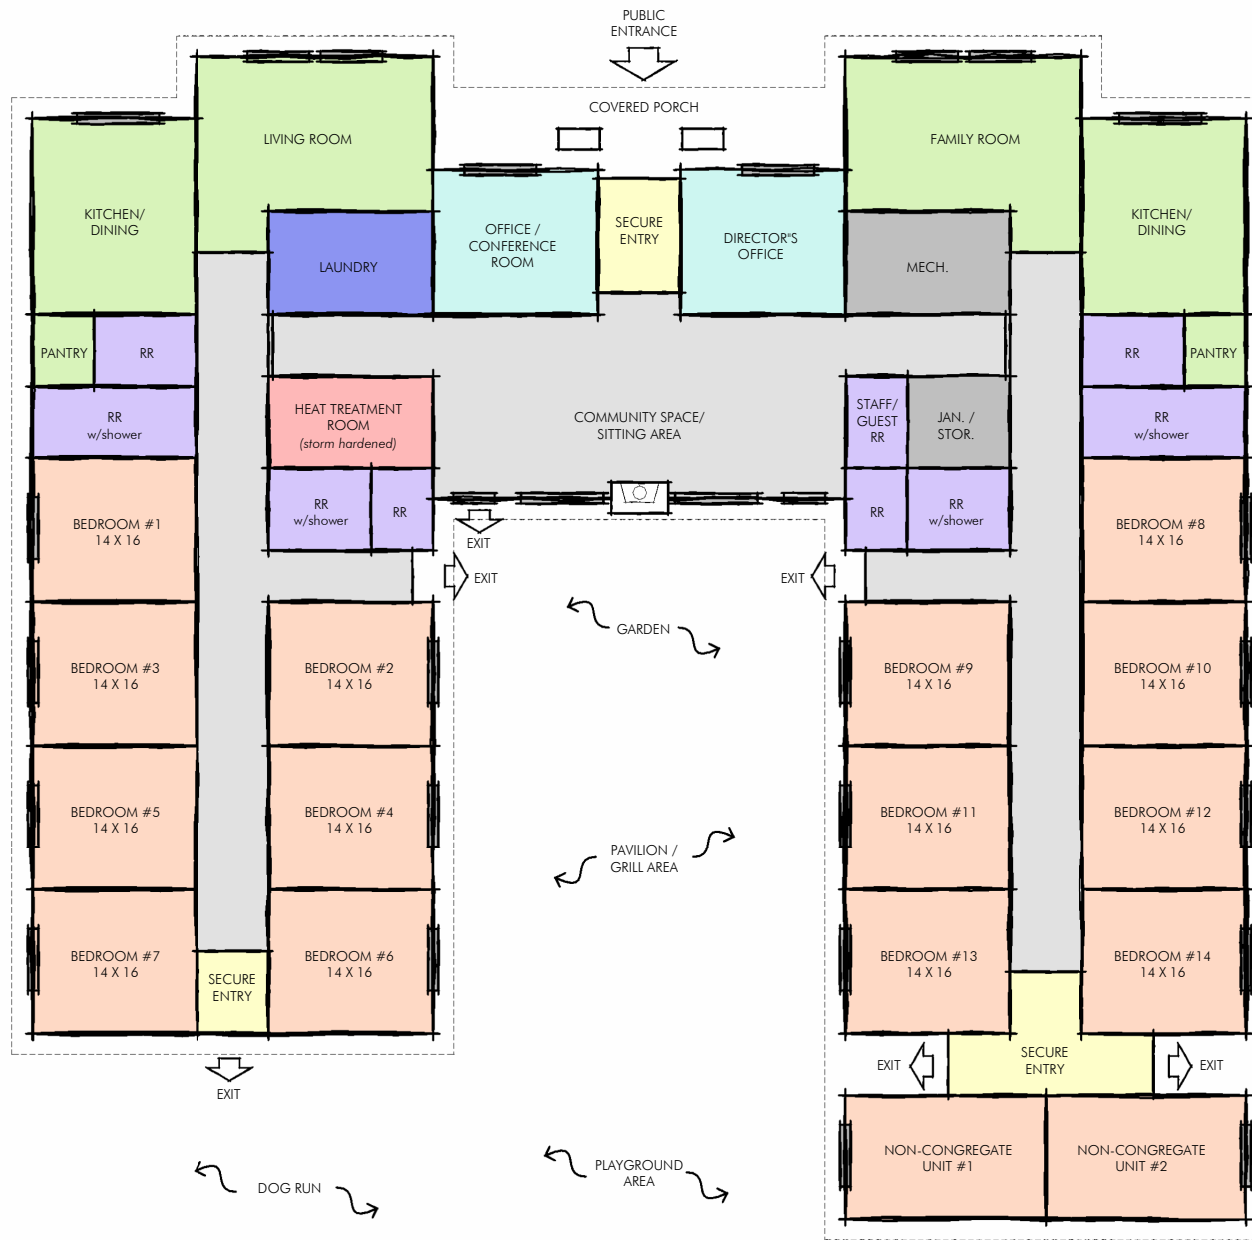 PUBLIC
ENTRANCE
COVERED PORCH
LIVING ROOM
FAMILY ROOM
KITCHEN/
DINING
LAUNDRY
OFFICE /
CONFERENCE
ROOM
SECURE
ENTRY
DIRECTOR"S
OFFICE
MECH.
KITCHEN/
DINING
PANTRY
RR
RR
PANTRY
RR
w/shower
HEAT TREATMENT
ROOM
(storm hardened)
COMMUNITY SPACE/
SITTING AREA
STAFF/
GUEST
RR
JAN. /
STOR.
RR
w/shower
RR
w/shower
RR
RR
RR
w/shower
BEDROOM #1
14 X 16
BEDROOM #8
14 X 16
EXIT
EXIT
EXIT
GARDEN
BEDROOM #3
14 X 16
BEDROOM #2
14 X 16
BEDROOM #9
14 X 16
BEDROOM #10
14 X 16
BEDROOM #5
14 X 16
BEDROOM #4
14 X 16
PAVILION /
GRILL AREA
BEDROOM #11
14 X 16
BEDROOM #12
14 X 16
BEDROOM #7
14 X 16
SECURE
ENTRY
BEDROOM #6
14 X 16
BEDROOM #13
14 X 16
BEDROOM #14
14 X 16
EXIT
SECURE
ENTRY
EXIT
EXIT
NON-CONGREGATE
UNIT #1
NON-CONGREGATE
UNIT #2
DOG RUN
PLAYGROUND
AREA